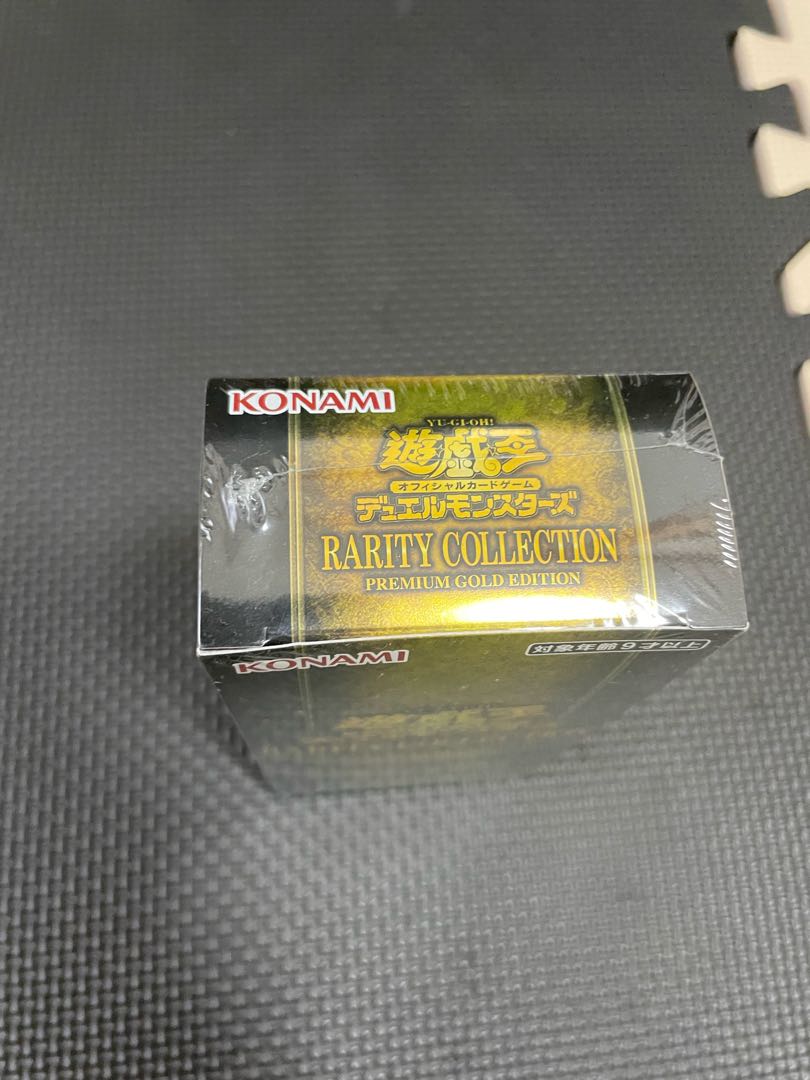 KONAMI
YU-GI-OH!
遊戯王
オフィシャルカードゲーム
デュエルモンスターズ
RARITY COLLECTION
PREMIUM GOLD EDITION
KONAMI
対象年齢9才以上